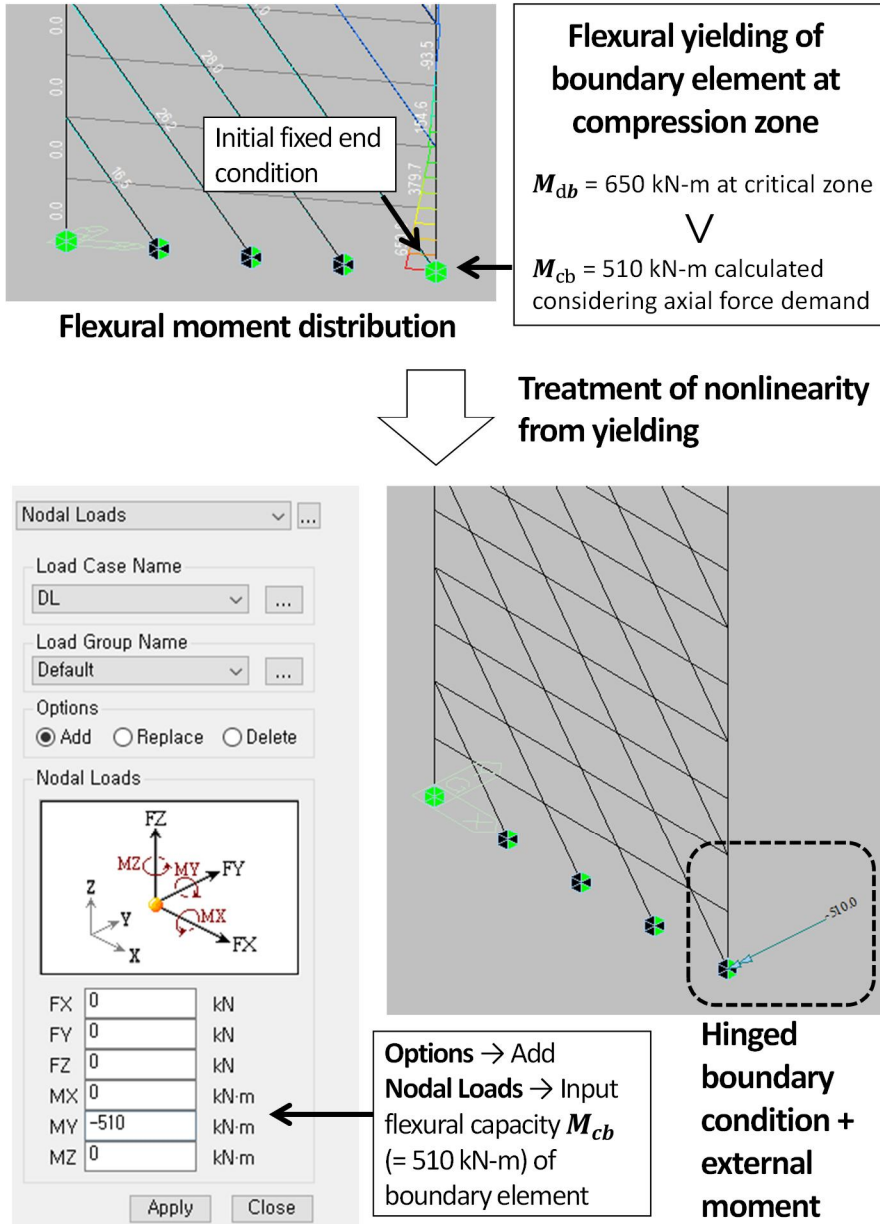 Flexural yielding of
boundary element at
compression zone
M_db = 650 kN-m at critical zone
M_cb = 510 kN-m calculated
considering axial force demand
0.0
0.0
0.0
0.0
16.5
26.2
28.0
-93.5
154.6
379.7
Initial fixed end
condition
Flexural moment distribution
Treatment of nonlinearity
from yielding
Nodal Loads
...
Load Case Name
DL
...
Load Group Name
Default
...
Options
Add Replace Delete
Nodal Loads
FZ
MZ MY FY
MX
FX
Z
Y
X
FX 0 kN
FY 0 kN
FZ 0 kN
MX 0 kN·m
MY -510 kN·m
MZ 0 kN·m
Apply Close
-510.0
Options → Add
Nodal Loads → Input
flexural capacity M_cb
(= 510 kN-m) of
boundary element
Hinged
boundary
condition +
external
moment